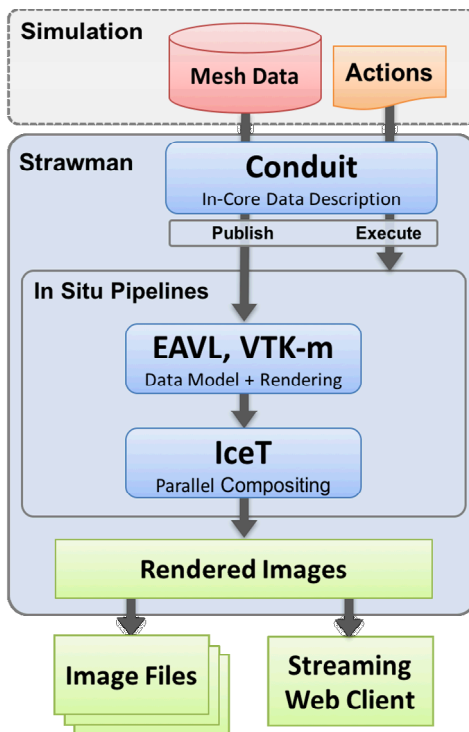 Simulation
Mesh Data
Actions
Strawman
Conduit
In-Core Data Description
Publish
Execute
In Situ Pipelines
EAVL, VTK-m
Data Model + Rendering
IceT
Parallel Compositing
Rendered Images
Image Files
Streaming
Web Client